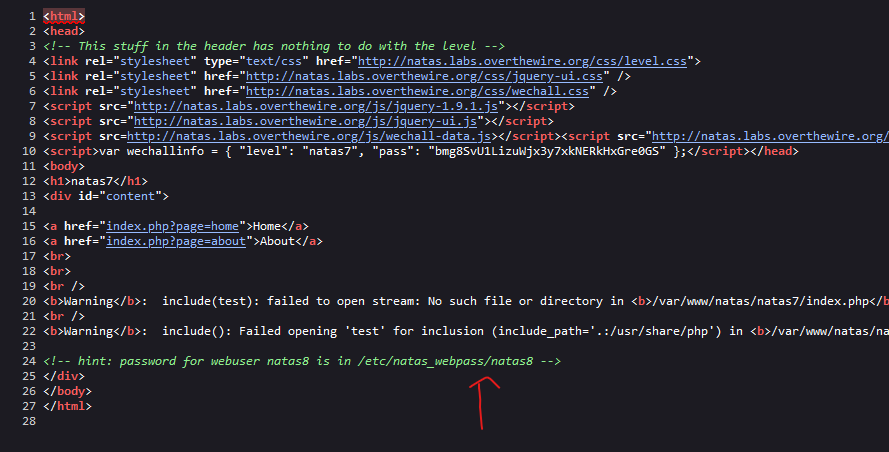 1 <html>
2 <head>
3 <!-- This stuff in the header has nothing to do with the level -->
4 <link rel="stylesheet" type="text/css" href="http://natas.labs.overthewire.org/css/level.css">
5 <link rel="stylesheet" href="http://natas.labs.overthewire.org/css/jquery-ui.css" />
6 <link rel="stylesheet" href="http://natas.labs.overthewire.org/css/wechall.css" />
7 <script src="http://natas.labs.overthewire.org/js/jquery-1.9.1.js"></script>
8 <script src="http://natas.labs.overthewire.org/js/jquery-ui.js"></script>
9 <script src=http://natas.labs.overthewire.org/js/wechall-data.js></script><script src="http://natas.labs.overthewire.org/
10 <script>var wechallinfo = { "level": "natas7", "pass": "bmg8SvU1LizuWjx3y7xkNERkHxGre0GS" };</script></head>
11 <body>
12 <h1>natas7</h1>
13 <div id="content">
14
15 <a href="index.php?page=home">Home</a>
16 <a href="index.php?page=about">About</a>
17 <br>
18 <br>
19 <br />
20 <b>Warning</b>:  include(test): failed to open stream: No such file or directory in <b>/var/www/natas/natas7/index.php</b
21 <br />
22 <b>Warning</b>:  include(): Failed opening 'test' for inclusion (include_path='.:/usr/share/php') in <b>/var/www/natas/na
23
24 <!-- hint: password for webuser natas8 is in /etc/natas_webpass/natas8 -->
25 </div>
26 </body>
27 </html>
28